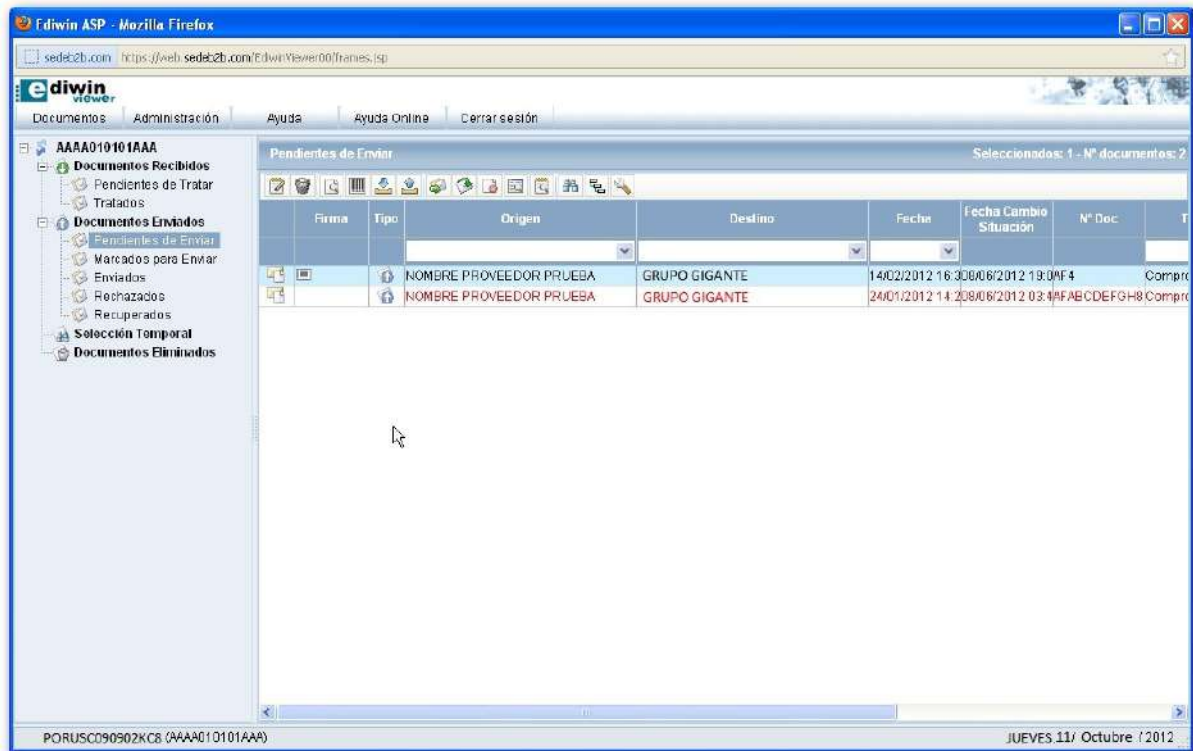 Ediwin ASP - Mozilla Firefox
sedeb2b.com https://web.sedeb2b.com/EdiwinViewer00/frames.jsp
ediwin
viewer
Documentos Administración Ayuda Ayuda Online Cerrar sesión
AAAA010101AAA
Documentos Recibidos
Pendientes de Tratar
Tratados
Documentos Enviados
Pendientes de Enviar
Marcados para Enviar
Enviados
Rechazados
Recuperados
Selección Temporal
Documentos Eliminados
Pendientes de Enviar Seleccionados: 1 - Nº documentos: 2
Firma Tipo Origen Destino Fecha Fecha Cambio Situación Nº Doc T
NOMBRE PROVEEDOR PRUEBA GRUPO GIGANTE 14/02/2012 16:3 08/06/2012 19:0 AF4 Compro
NOMBRE PROVEEDOR PRUEBA GRUPO GIGANTE 24/01/2012 14:2 08/06/2012 03:4 AFABCDEFGH8 Compro
PORUSC090902KC8 (AAAA010101AAA) JUEVES,11/ Octubre /2012